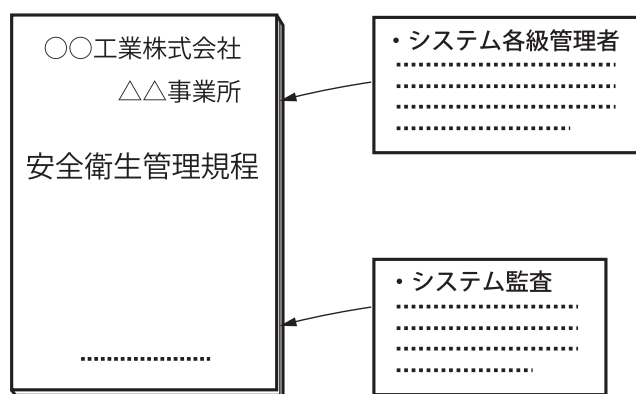 ○○工業株式会社
△△事業所
安全衛生管理規程
・システム各級管理者
・システム監査